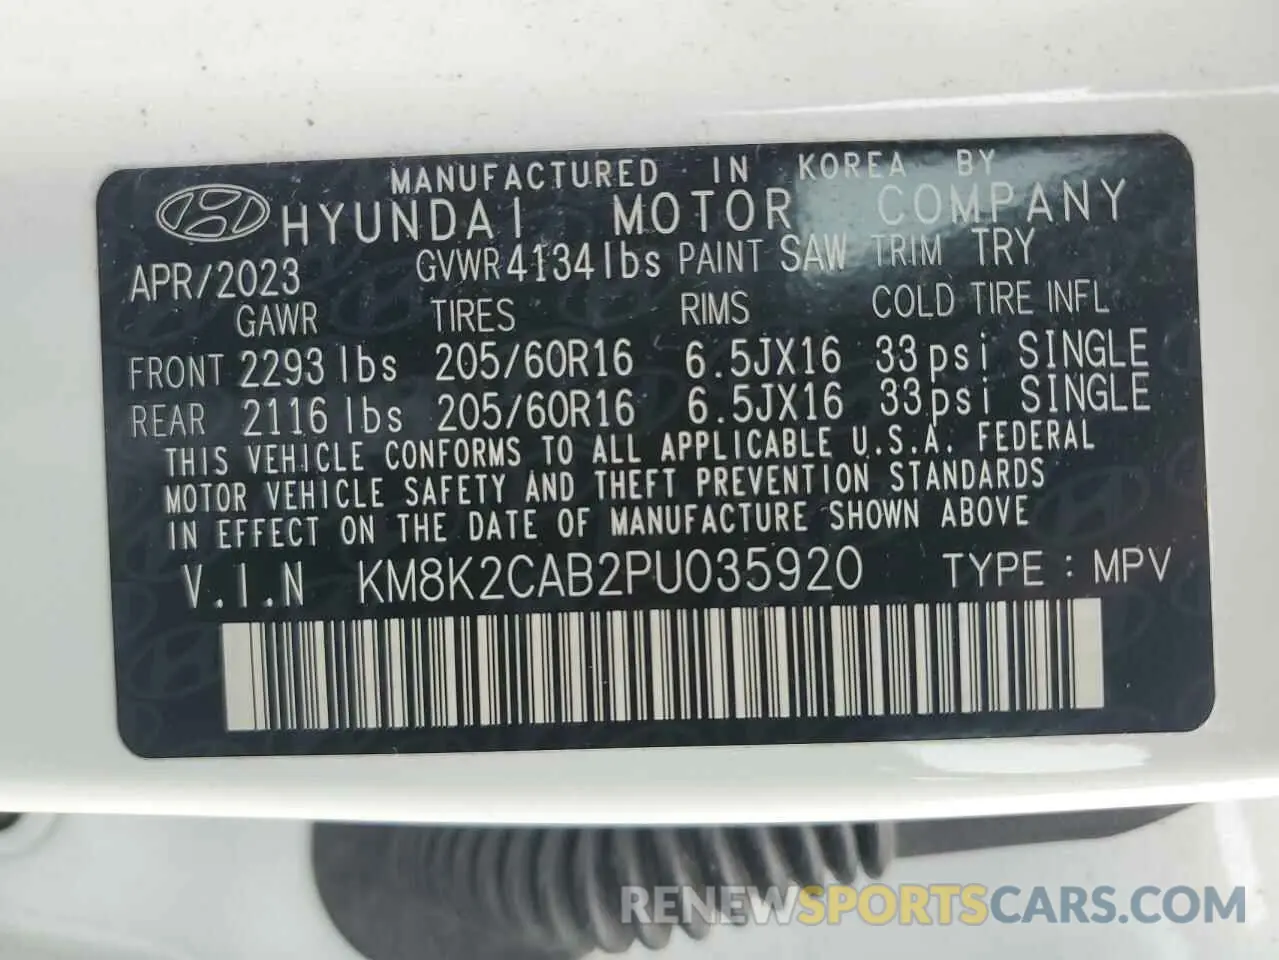 MANUFACTURED IN KOREA BY
HYUNDAI MOTOR COMPANY
APR/2023 GVWR 4134lbs PAINT SAW TRIM TRY
GAWR TIRES RIMS COLD TIRE INFL
FRONT 2293 lbs 205/60R16 6.5JX16 33psi SINGLE
REAR 2116 lbs 205/60R16 6.5JX16 33psi SINGLE
THIS VEHICLE CONFORMS TO ALL APPLICABLE U.S.A. FEDERAL
MOTOR VEHICLE SAFETY AND THEFT PREVENTION STANDARDS
IN EFFECT ON THE DATE OF MANUFACTURE SHOWN ABOVE
V.I.N KM8K2CAB2PU035920 TYPE : MPV
RENEWSPORTSCARS.COM